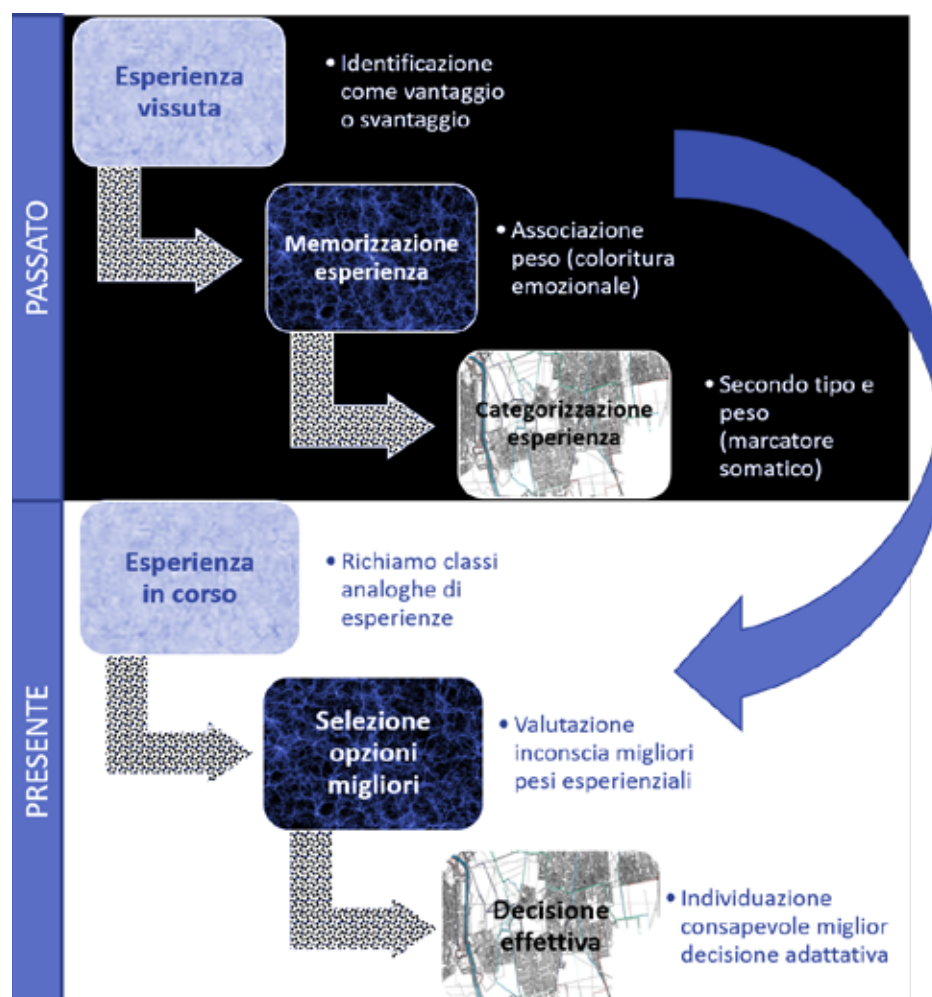 PASSATO
Esperienza
vissuta
• Identificazione
come vantaggio
o svantaggio
Memorizzazione
esperienza
• Associazione
peso (coloritura
emozionale)
Categorizzazione
esperienza
• Secondo tipo e
peso
(marcatore
somatico)
PRESENTE
Esperienza
in corso
• Richiamo classi
analoghe di
esperienze
Selezione
opzioni
migliori
• Valutazione
inconscia migliori
pesi esperienziali
Decisione
effettiva
• Individuazione
consapevole miglior
decisione adattativa